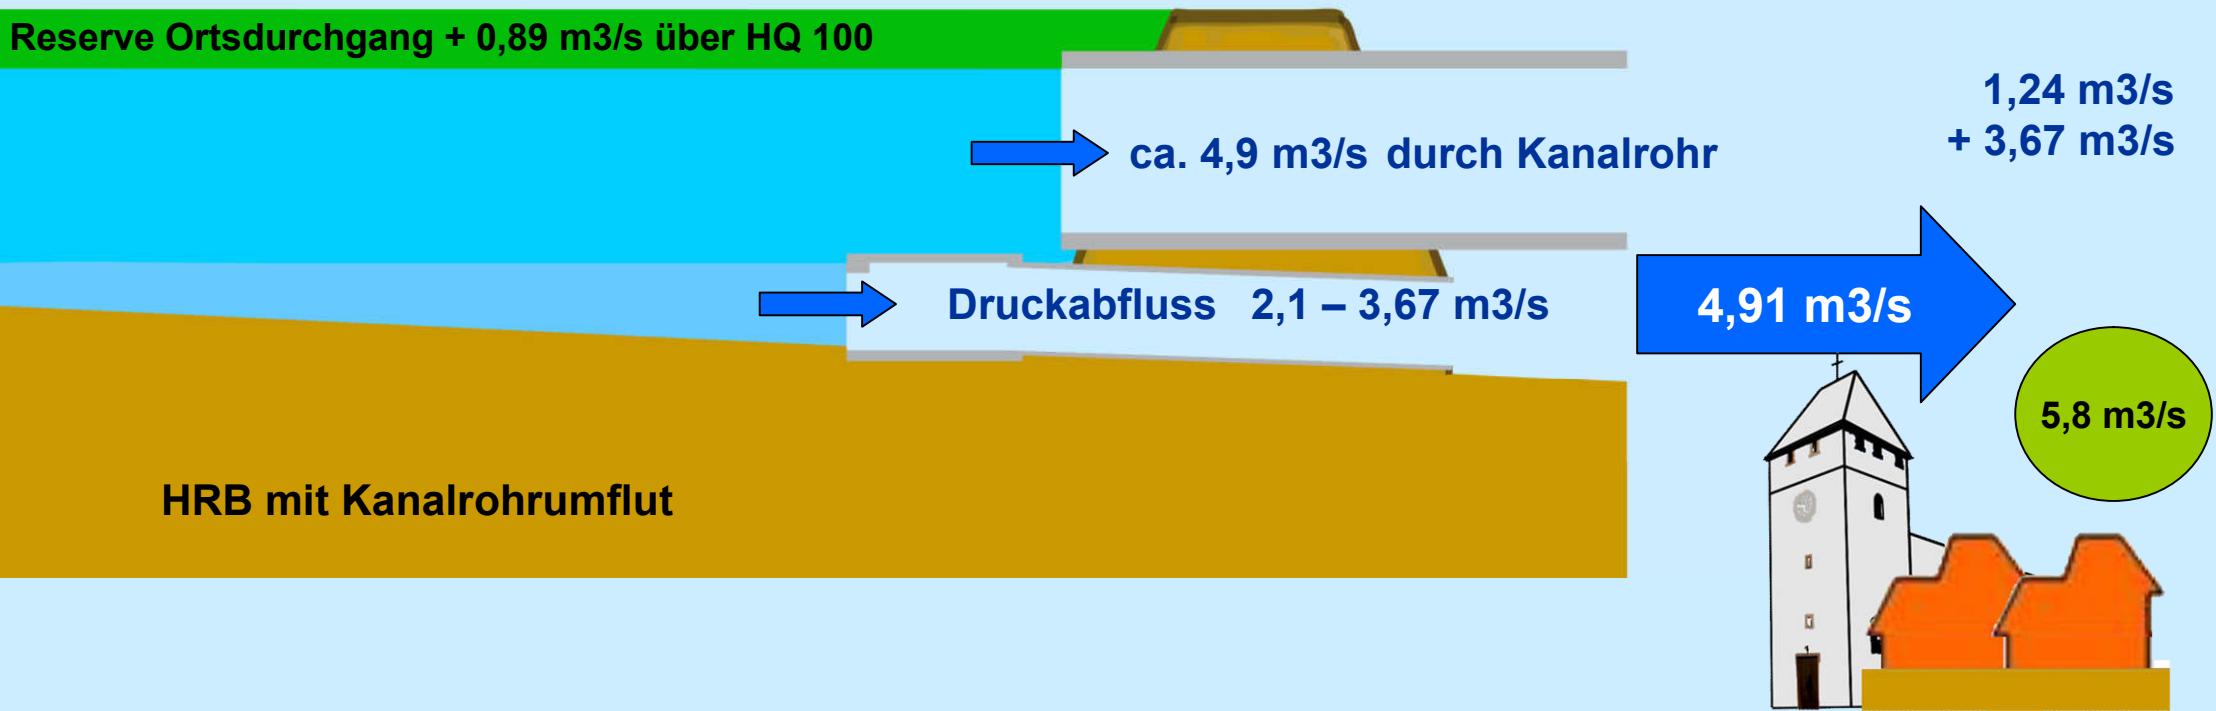 Reserve Ortsdurchgang + 0,89 m3/s über HQ 100
1,24 m3/s
+ 3,67 m3/s
ca. 4,9 m3/s durch Kanalrohr
Druckabfluss 2,1 – 3,67 m3/s
4,91 m3/s
5,8 m3/s
HRB mit Kanalrohrumflut